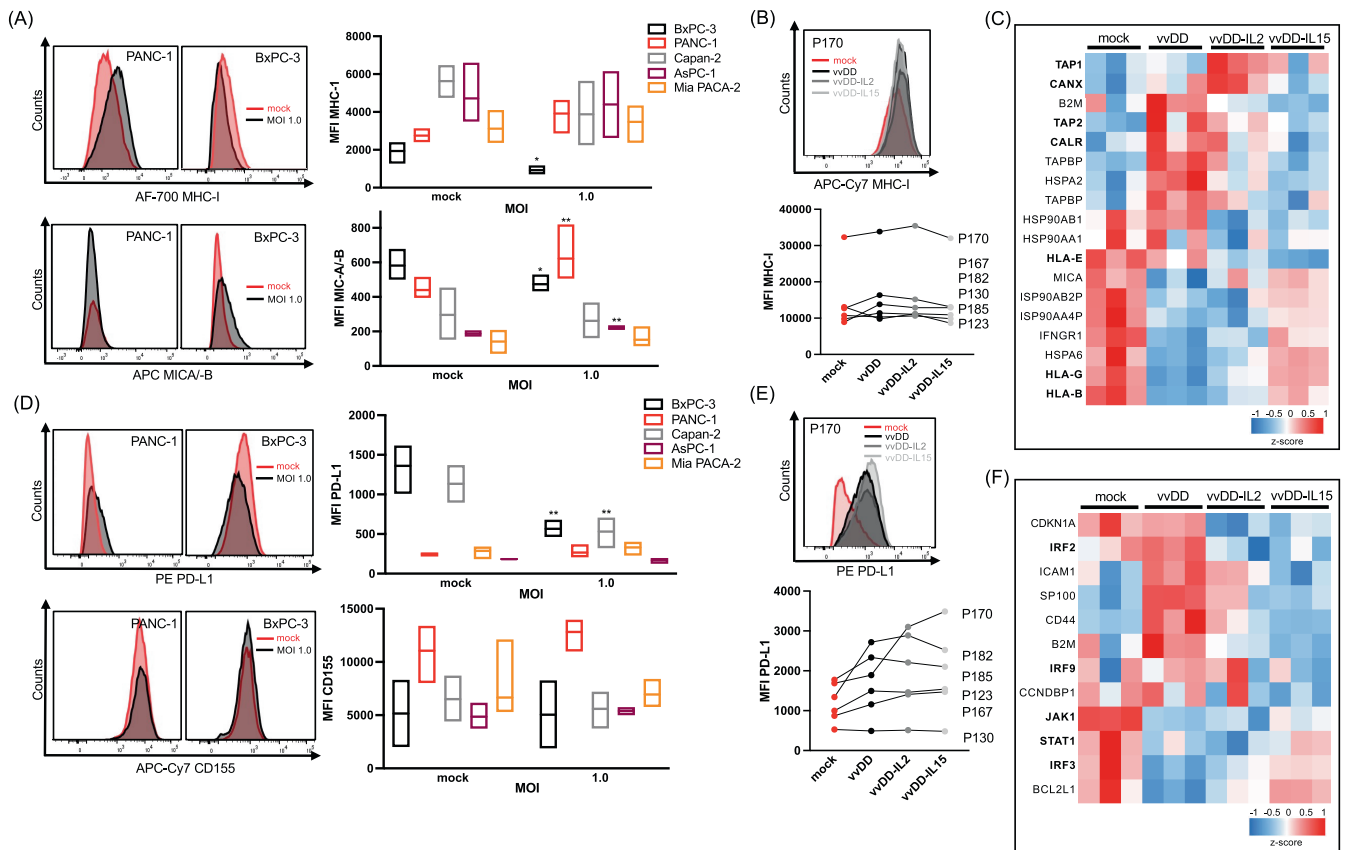 (A)
PANC-1
BxPC-3
mock
MOI 1.0
Counts
-10³ 0 10³ 10⁴ 10⁵
AF-700 MHC-I
PANC-1
BxPC-3
mock
MOI 1.0
Counts
APC MICA/-B
MFI MHC-1
8000
6000
4000
2000
0
*
mock
1.0
MOI
BxPC-3
PANC-1
Capan-2
AsPC-1
Mia PACA-2
MFI MIC-A/-B
800
600
400
200
0
*
**
**
mock
1.0
MOI
(B)
P170
mock
vvDD
vvDD-IL2
vvDD-IL15
Counts
APC-Cy7 MHC-I
MFI MHC-I
40000
30000
20000
10000
0
P170
P167
P182
P130
P185
P123
mock
vvDD
vvDD-IL2
vvDD-IL15
(C)
mock vvDD vvDD-IL2 vvDD-IL15
TAP1
CANX
B2M
TAP2
CALR
TAPBP
HSPA2
TAPBP
HSP90AB1
HSP90AA1
HLA-E
MICA
ISP90AB2P
ISP90AA4P
IFNGR1
HSPA6
HLA-G
HLA-B
-1 -0.5 0 0.5 1
z-score
(D)
PANC-1
BxPC-3
mock
MOI 1.0
Counts
PE PD-L1
PANC-1
BxPC-3
mock
MOI 1.0
Counts
APC-Cy7 CD155
MFI PD-L1
2000
1500
1000
500
0
**
**
mock
1.0
MOI
BxPC-3
PANC-1
Capan-2
AsPC-1
Mia PACA-2
MFI CD155
15000
10000
5000
0
mock
1.0
MOI
(E)
P170
mock
vvDD
vvDD-IL2
vvDD-IL15
Counts
PE PD-L1
MFI PD-L1
4000
3000
2000
1000
0
P170
P182
P185
P123
P167
P130
mock
vvDD
vvDD-IL2
vvDD-IL15
(F)
mock vvDD vvDD-IL2 vvDD-IL15
CDKN1A
IRF2
ICAM1
SP100
CD44
B2M
IRF9
CCNDBP1
JAK1
STAT1
IRF3
BCL2L1
-1 -0.5 0 0.5 1
z-score